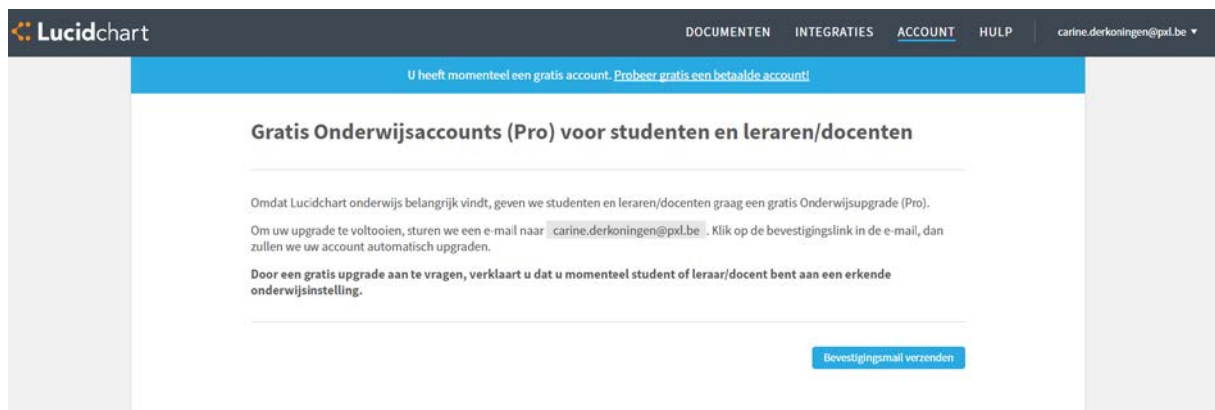 Lucidchart
DOCUMENTEN INTEGRATIES ACCOUNT HULP carine.derkoningen@pxl.be
U heeft momenteel een gratis account. Probeer gratis een betaalde account!
Gratis Onderwijsaccounts (Pro) voor studenten en leraren/docenten
Omdat Lucidchart onderwijs belangrijk vindt, geven we studenten en leraren/docenten graag een gratis Onderwijsupgrade (Pro).
Om uw upgrade te voltooien, sturen we een e-mail naar carine.derkoningen@pxl.be . Klik op de bevestigingslink in de e-mail, dan
zullen we uw account automatisch upgraden.
Door een gratis upgrade aan te vragen, verklaart u dat u momenteel student of leraar/docent bent aan een erkende
onderwijsinstelling.
Bevestigingsmail verzenden